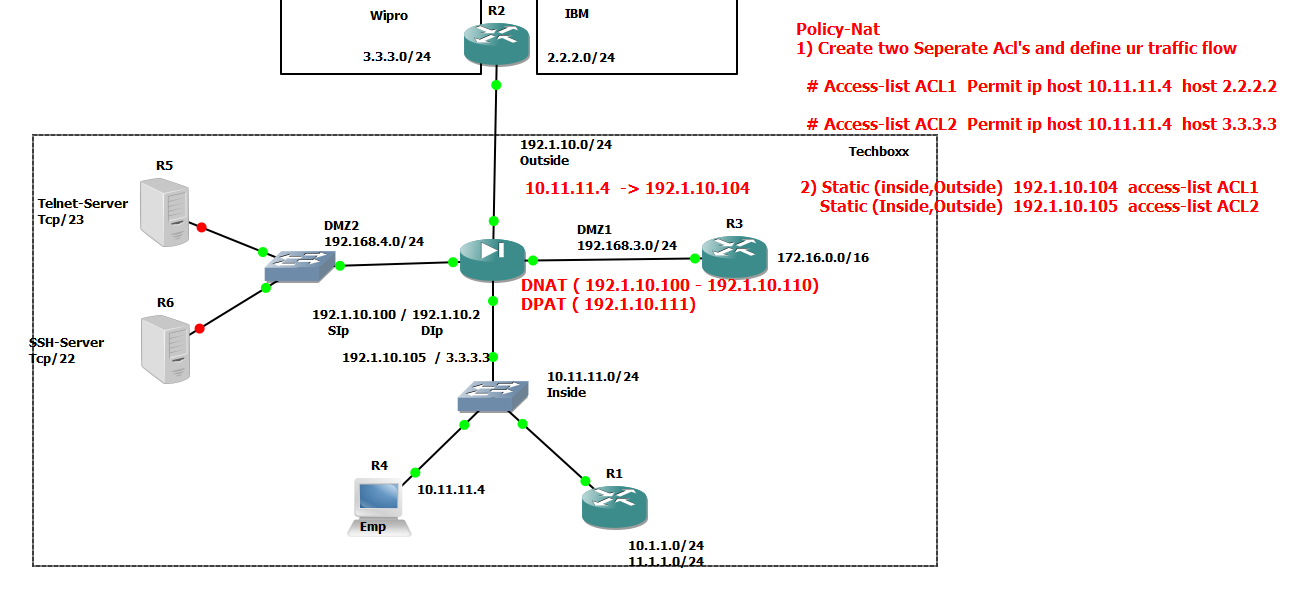 Wipro
3.3.3.0/24
R2
IBM
2.2.2.0/24
Policy-Nat
1) Create two Seperate Acl's and define ur traffic flow
# Access-list ACL1 Permit ip host 10.11.11.4 host 2.2.2.2
# Access-list ACL2 Permit ip host 10.11.11.4 host 3.3.3.3
Techboxx
192.1.10.0/24
Outside
10.11.11.4 -> 192.1.10.104
2) Static (inside,Outside) 192.1.10.104 access-list ACL1
Static (Inside,Outside) 192.1.10.105 access-list ACL2
R5
Telnet-Server
Tcp/23
DMZ2
192.168.4.0/24
DMZ1
192.168.3.0/24
R3
172.16.0.0/16
DNAT ( 192.1.10.100 - 192.1.10.110)
DPAT ( 192.1.10.111)
R6
SSH-Server
Tcp/22
192.1.10.100 / 192.1.10.2
SIp DIp
192.1.10.105 / 3.3.3.3
10.11.11.0/24
Inside
R4
10.11.11.4
Emp
R1
10.1.1.0/24
11.1.1.0/24